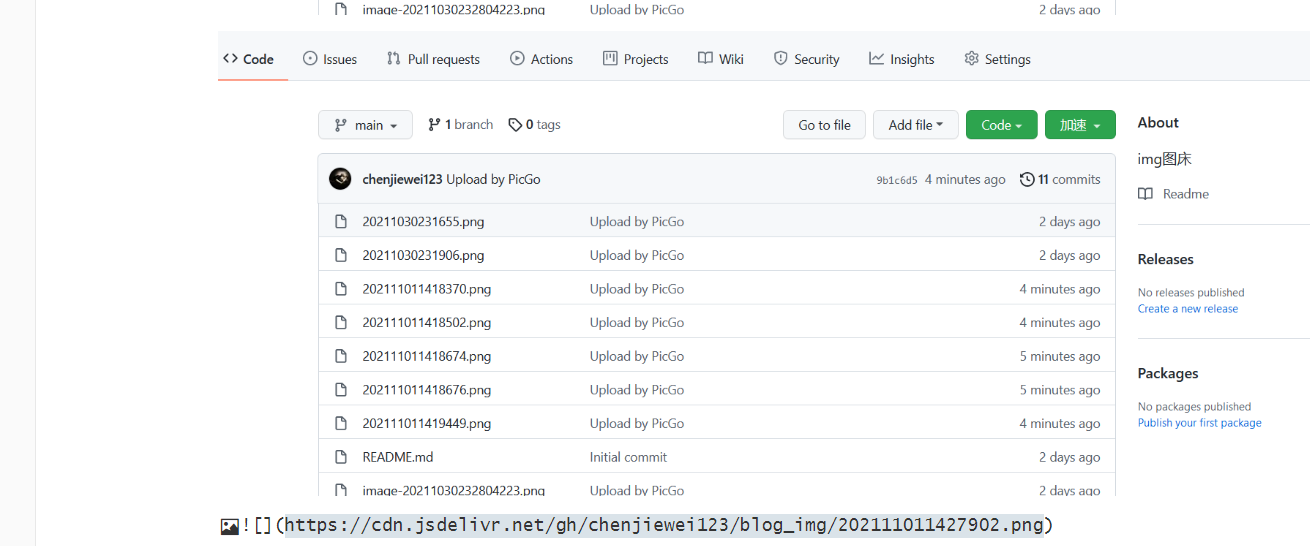 image-20211030232804223.png Upload by PicGo 2 days ago
Code Issues Pull requests Actions Projects Wiki Security Insights Settings
main 1 branch 0 tags Go to file Add file Code 加速
chenjiewei123 Upload by PicGo 9b1c6d5 4 minutes ago 11 commits
20211030231655.png Upload by PicGo 2 days ago
20211030231906.png Upload by PicGo 2 days ago
202111011418370.png Upload by PicGo 4 minutes ago
202111011418502.png Upload by PicGo 4 minutes ago
202111011418674.png Upload by PicGo 5 minutes ago
202111011418676.png Upload by PicGo 5 minutes ago
202111011419449.png Upload by PicGo 4 minutes ago
README.md Initial commit 2 days ago
image-20211030232804223.png Upload by PicGo 2 days ago
About
img图床
Readme
Releases
No releases published
Create a new release
Packages
No packages published
Publish your first package
![](https://cdn.jsdelivr.net/gh/chenjiewei123/blog_img/202111011427902.png)